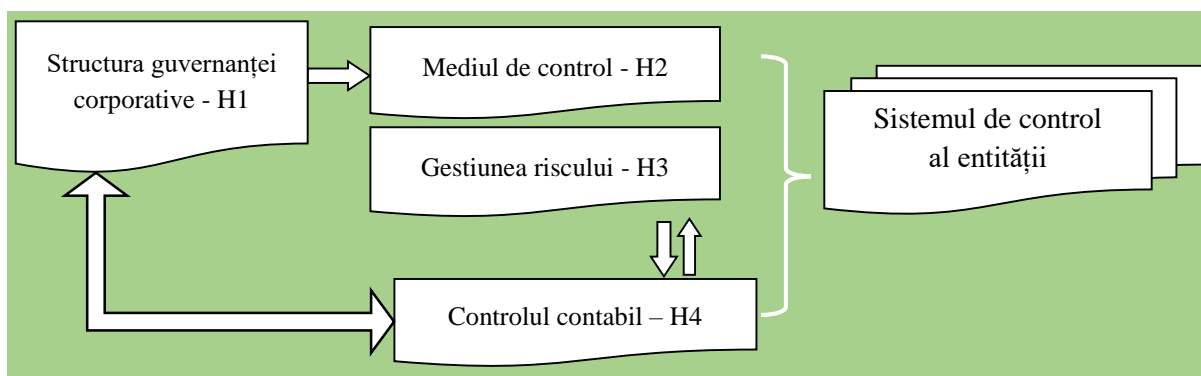 Structura guvernanței
corporative - H1
Mediul de control - H2
Gestiunea riscului - H3
Controlul contabil – H4
Sistemul de control
al entității